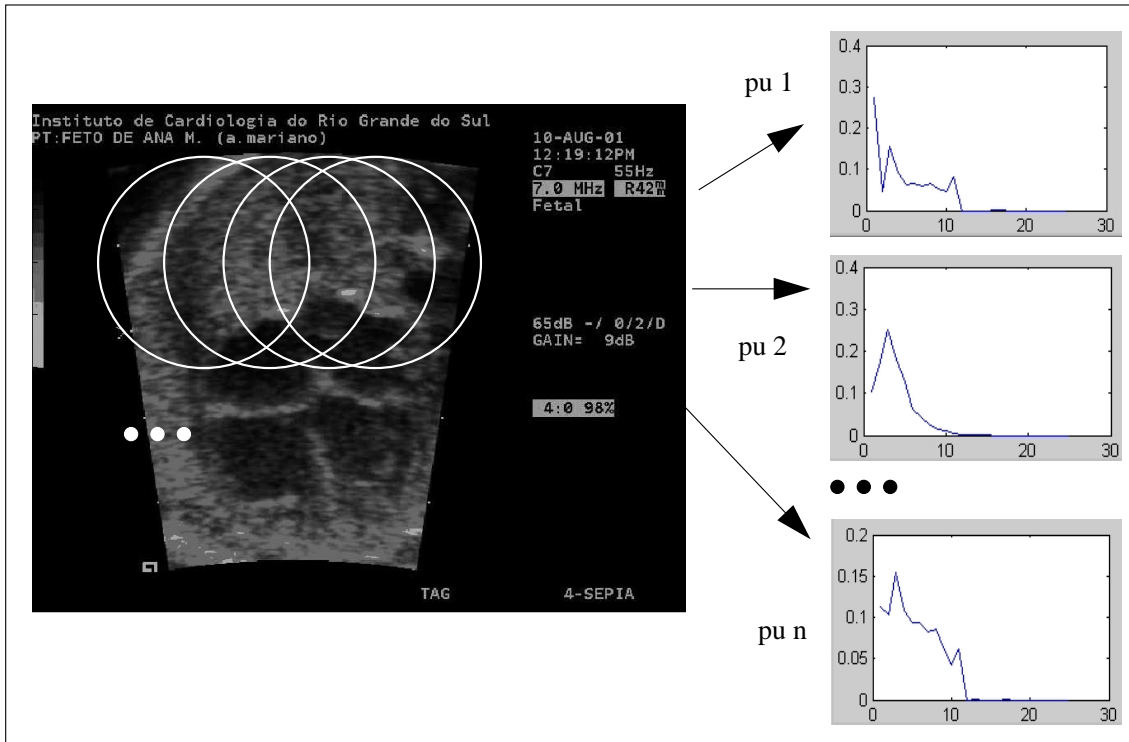 Instituto de Cardiologia do Rio Grande do Sul
PT:FETO DE ANA M. (a.mariano)
10-AUG-01
12:19:12PM
C7 55Hz
7.0 MHz R42mm
Fetal
65dB -/ 0/2/D
GAIN= 9dB
4:0 98%
TAG 4-SEPIA
pu 1
0.4
0.3
0.2
0.1
0
0 10 20 30
pu 2
0.4
0.3
0.2
0.1
0
0 10 20 30
pu n
0.2
0.15
0.1
0.05
0
0 10 20 30